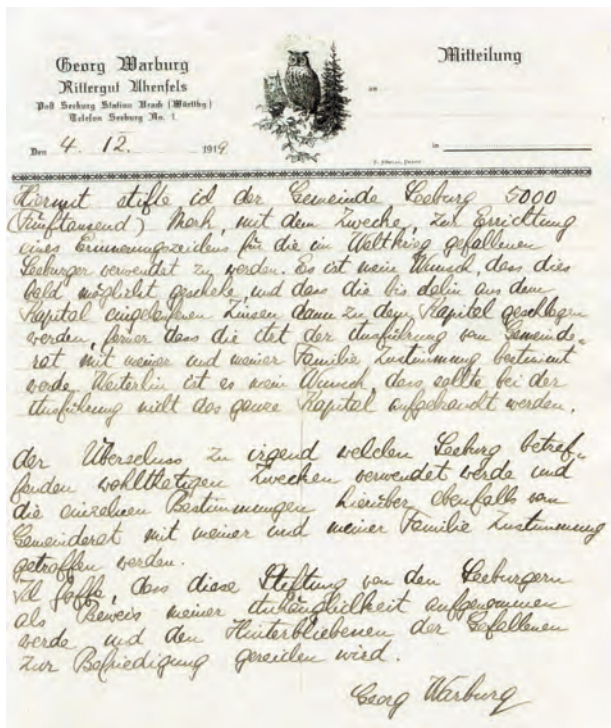 Georg Warburg
Rittergut Uhenfels
Post Seeburg Station Urach (Württbg)
Telefon Seeburg No. 1.
Mitteilung
an
Den 4. 12. 1919
in
Hiermit stifte ich der Gemeinde Seeburg 5000
(Fünftausend) Mark, mit dem Zwecke, zur Errichtung
eines Erinnerungszeichens für die im Weltkrieg gefallenen
Seeburger verwendet zu werden. Es ist mein Wunsch, dass dies
bald möglichst geschehe und dass die bis dahin aus dem
Kapital eingelaufenen Zinsen dann zu dem Kapital geschlagen
werden, ferner dass die Art der Ausführung vom Gemeinde-
rat mit meiner und meiner Familie Zustimmung bestimmt
werde. Weiterhin ist es mein Wunsch, dass sollte bei der
Ausführung nicht das ganze Kapital aufgebraucht werden,
der Überschuss zu irgend welchen Seeburg betref-
fenden wohlthätigen Zwecken verwendet werde und
die einzelnen Bestimmungen hierüber ebenfalls vom
Gemeinderat mit meiner und meiner Familie Zustimmung
getroffen werden.
Ich hoffe, dass diese Stiftung von den Seeburgern
als Beweis meiner Anhänglichkeit aufgenommen
werde und den Hinterbliebenen der Gefallenen
zur Befriedigung gereichen wird.
Georg Warburg